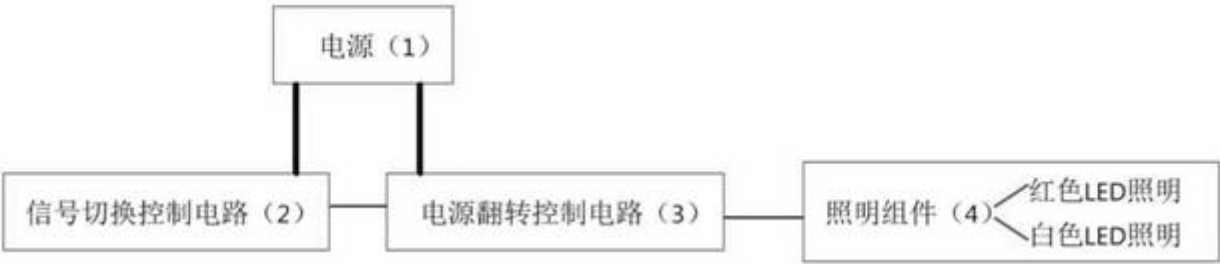 电源（1）
信号切换控制电路（2）
电源翻转控制电路（3）
照明组件（4）
红色LED照明
白色LED照明